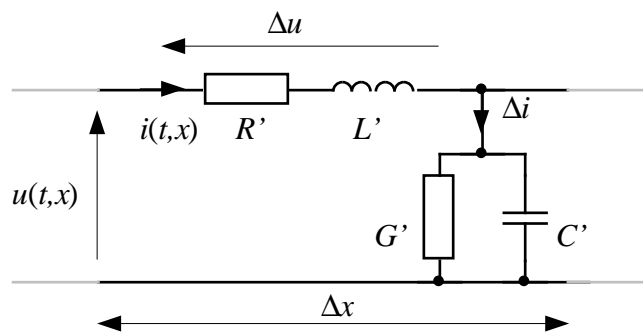 Δu
i(t,x)
R’
L’
Δi
u(t,x)
G’
C’
Δx